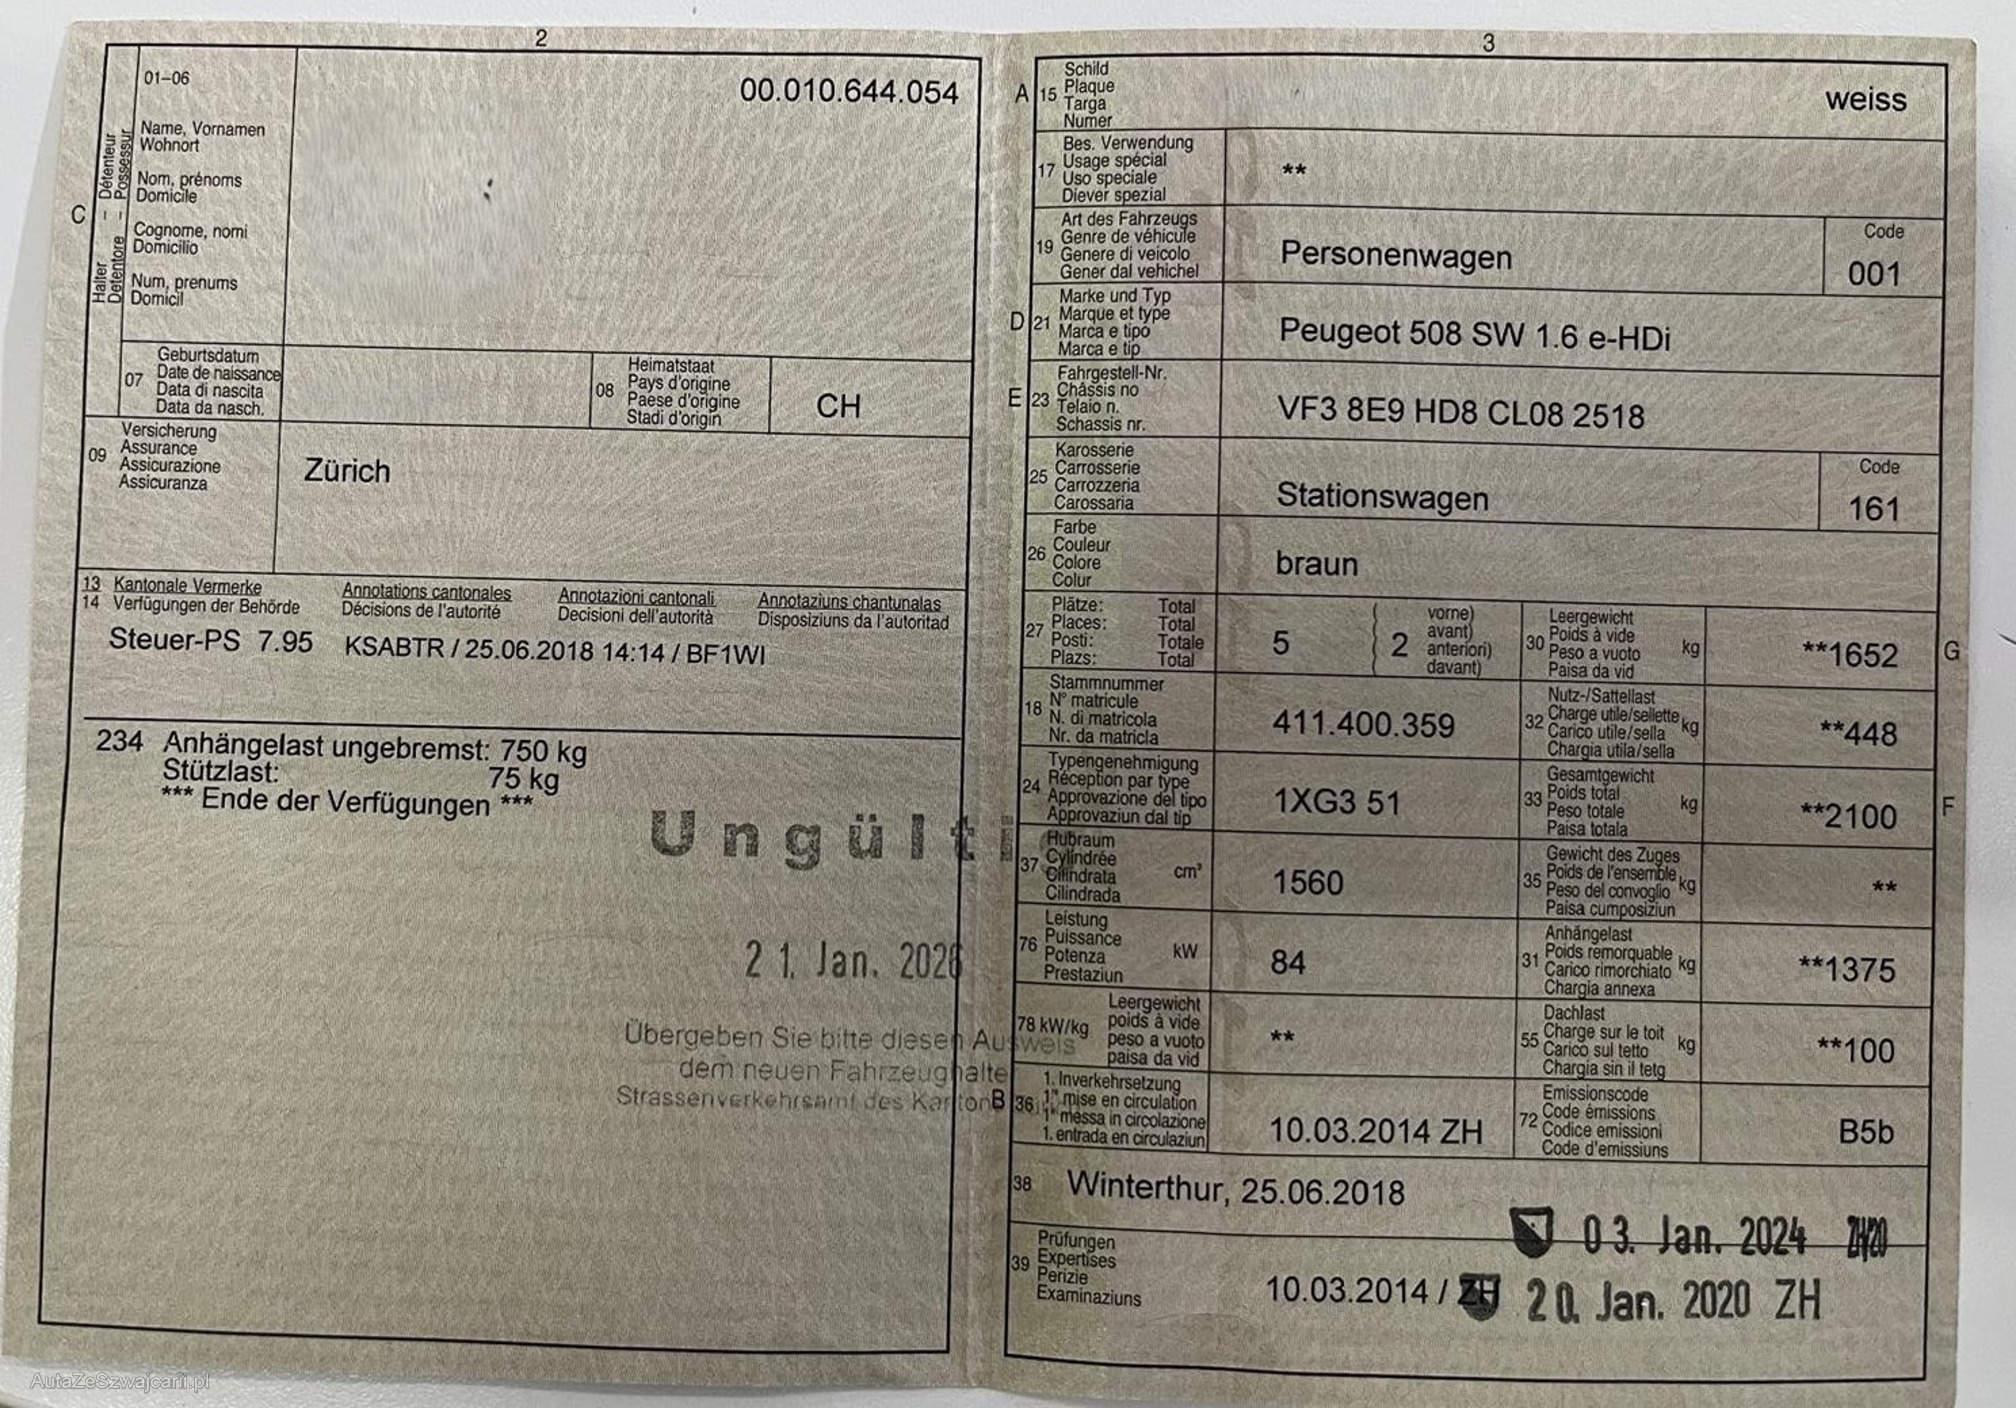 2
01-06
00.010.644.054
C
Halter – Détenteur
Detentore – Possessur
Name, Vornamen
Wohnort
Nom, prénoms
Domicile
Cognome, nomi
Domicilio
Num, prenums
Domicil
07
Geburtsdatum
Date de naissance
Data di nascita
Data da nasch.
08
Heimatstaat
Pays d'origine
Paese d'origine
Stadi d'origin
CH
09
Versicherung
Assurance
Assicurazione
Assicuranza
Zürich
13 Kantonale Vermerke Annotations cantonales Annotazioni cantonali Annotaziuns chantunalas
14 Verfügungen der Behörde Décisions de l'autorité Decisioni dell'autorità Disposiziuns da l'autoritad
Steuer-PS 7.95 KSABTR / 25.06.2018 14:14 / BF1WI
234 Anhängelast ungebremst: 750 kg
Stützlast: 75 kg
*** Ende der Verfügungen ***
Ungülti
21. Jan. 2026
Übergeben Sie bitte diesen Ausweis
dem neuen Fahrzeughalte
Strassenverkehrsamt des Kanton
3
A 15
Schild
Plaque
Targa
Numer
weiss
17
Bes. Verwendung
Usage spécial
Uso speciale
Diever spezial
**
19
Art des Fahrzeugs
Genre de véhicule
Genere di veicolo
Gener dal vehichel
Personenwagen
Code
001
D 21
Marke und Typ
Marque et type
Marca e tipo
Marca e tip
Peugeot 508 SW 1.6 e-HDi
E 23
Fahrgestell-Nr.
Châssis no
Telaio n.
Schassis nr.
VF3 8E9 HD8 CL08 2518
25
Karosserie
Carrosserie
Carrozzeria
Carossaria
Stationswagen
Code
161
26
Farbe
Couleur
Colore
Colur
braun
27
Plätze: Total
Places: Total
Posti: Totale
Plazs: Total
5
2
vorne)
avant)
anteriori)
davant)
30
Leergewicht
Poids à vide
Peso a vuoto
Paisa da vid
kg
**1652
G
18
Stammnummer
N° matricule
N. di matricola
Nr. da matricla
411.400.359
32
Nutz-/Sattellast
Charge utile/sellette
Carico utile/sella
Chargia utila/sella
kg
**448
24
Typengenehmigung
Réception par type
Approvazione del tipo
Approvaziun dal tip
1XG3 51
33
Gesamtgewicht
Poids total
Peso totale
Paisa totala
kg
**2100
F
37
Hubraum
Cylindrée
Cilindrata
Cilindrada
cm³
1560
35
Gewicht des Zuges
Poids de l'ensemble
Peso del convoglio
Paisa cumposiziun
kg
**
76
Leistung
Puissance
Potenza
Prestaziun
kW
84
31
Anhängelast
Poids remorquable
Carico rimorchiato
Chargia annexa
kg
**1375
78 kW/kg
Leergewicht
poids à vide
peso a vuoto
paisa da vid
**
55
Dachlast
Charge sur le toit
Carico sul tetto
Chargia sin il tetg
kg
**100
B 36
1. Inverkehrsetzung
1re mise en circulation
1a messa in circolazione
1. entrada en circulaziun
10.03.2014 ZH
72
Emissionscode
Code émissions
Codice emissioni
Code d'emissiuns
B5b
38
Winterthur, 25.06.2018
03. Jan. 2024 ZH20
39
Prüfungen
Expertises
Perizie
Examinaziuns
10.03.2014 / ZH 20. Jan. 2020 ZH
AutaZeSzwajcarii.pl